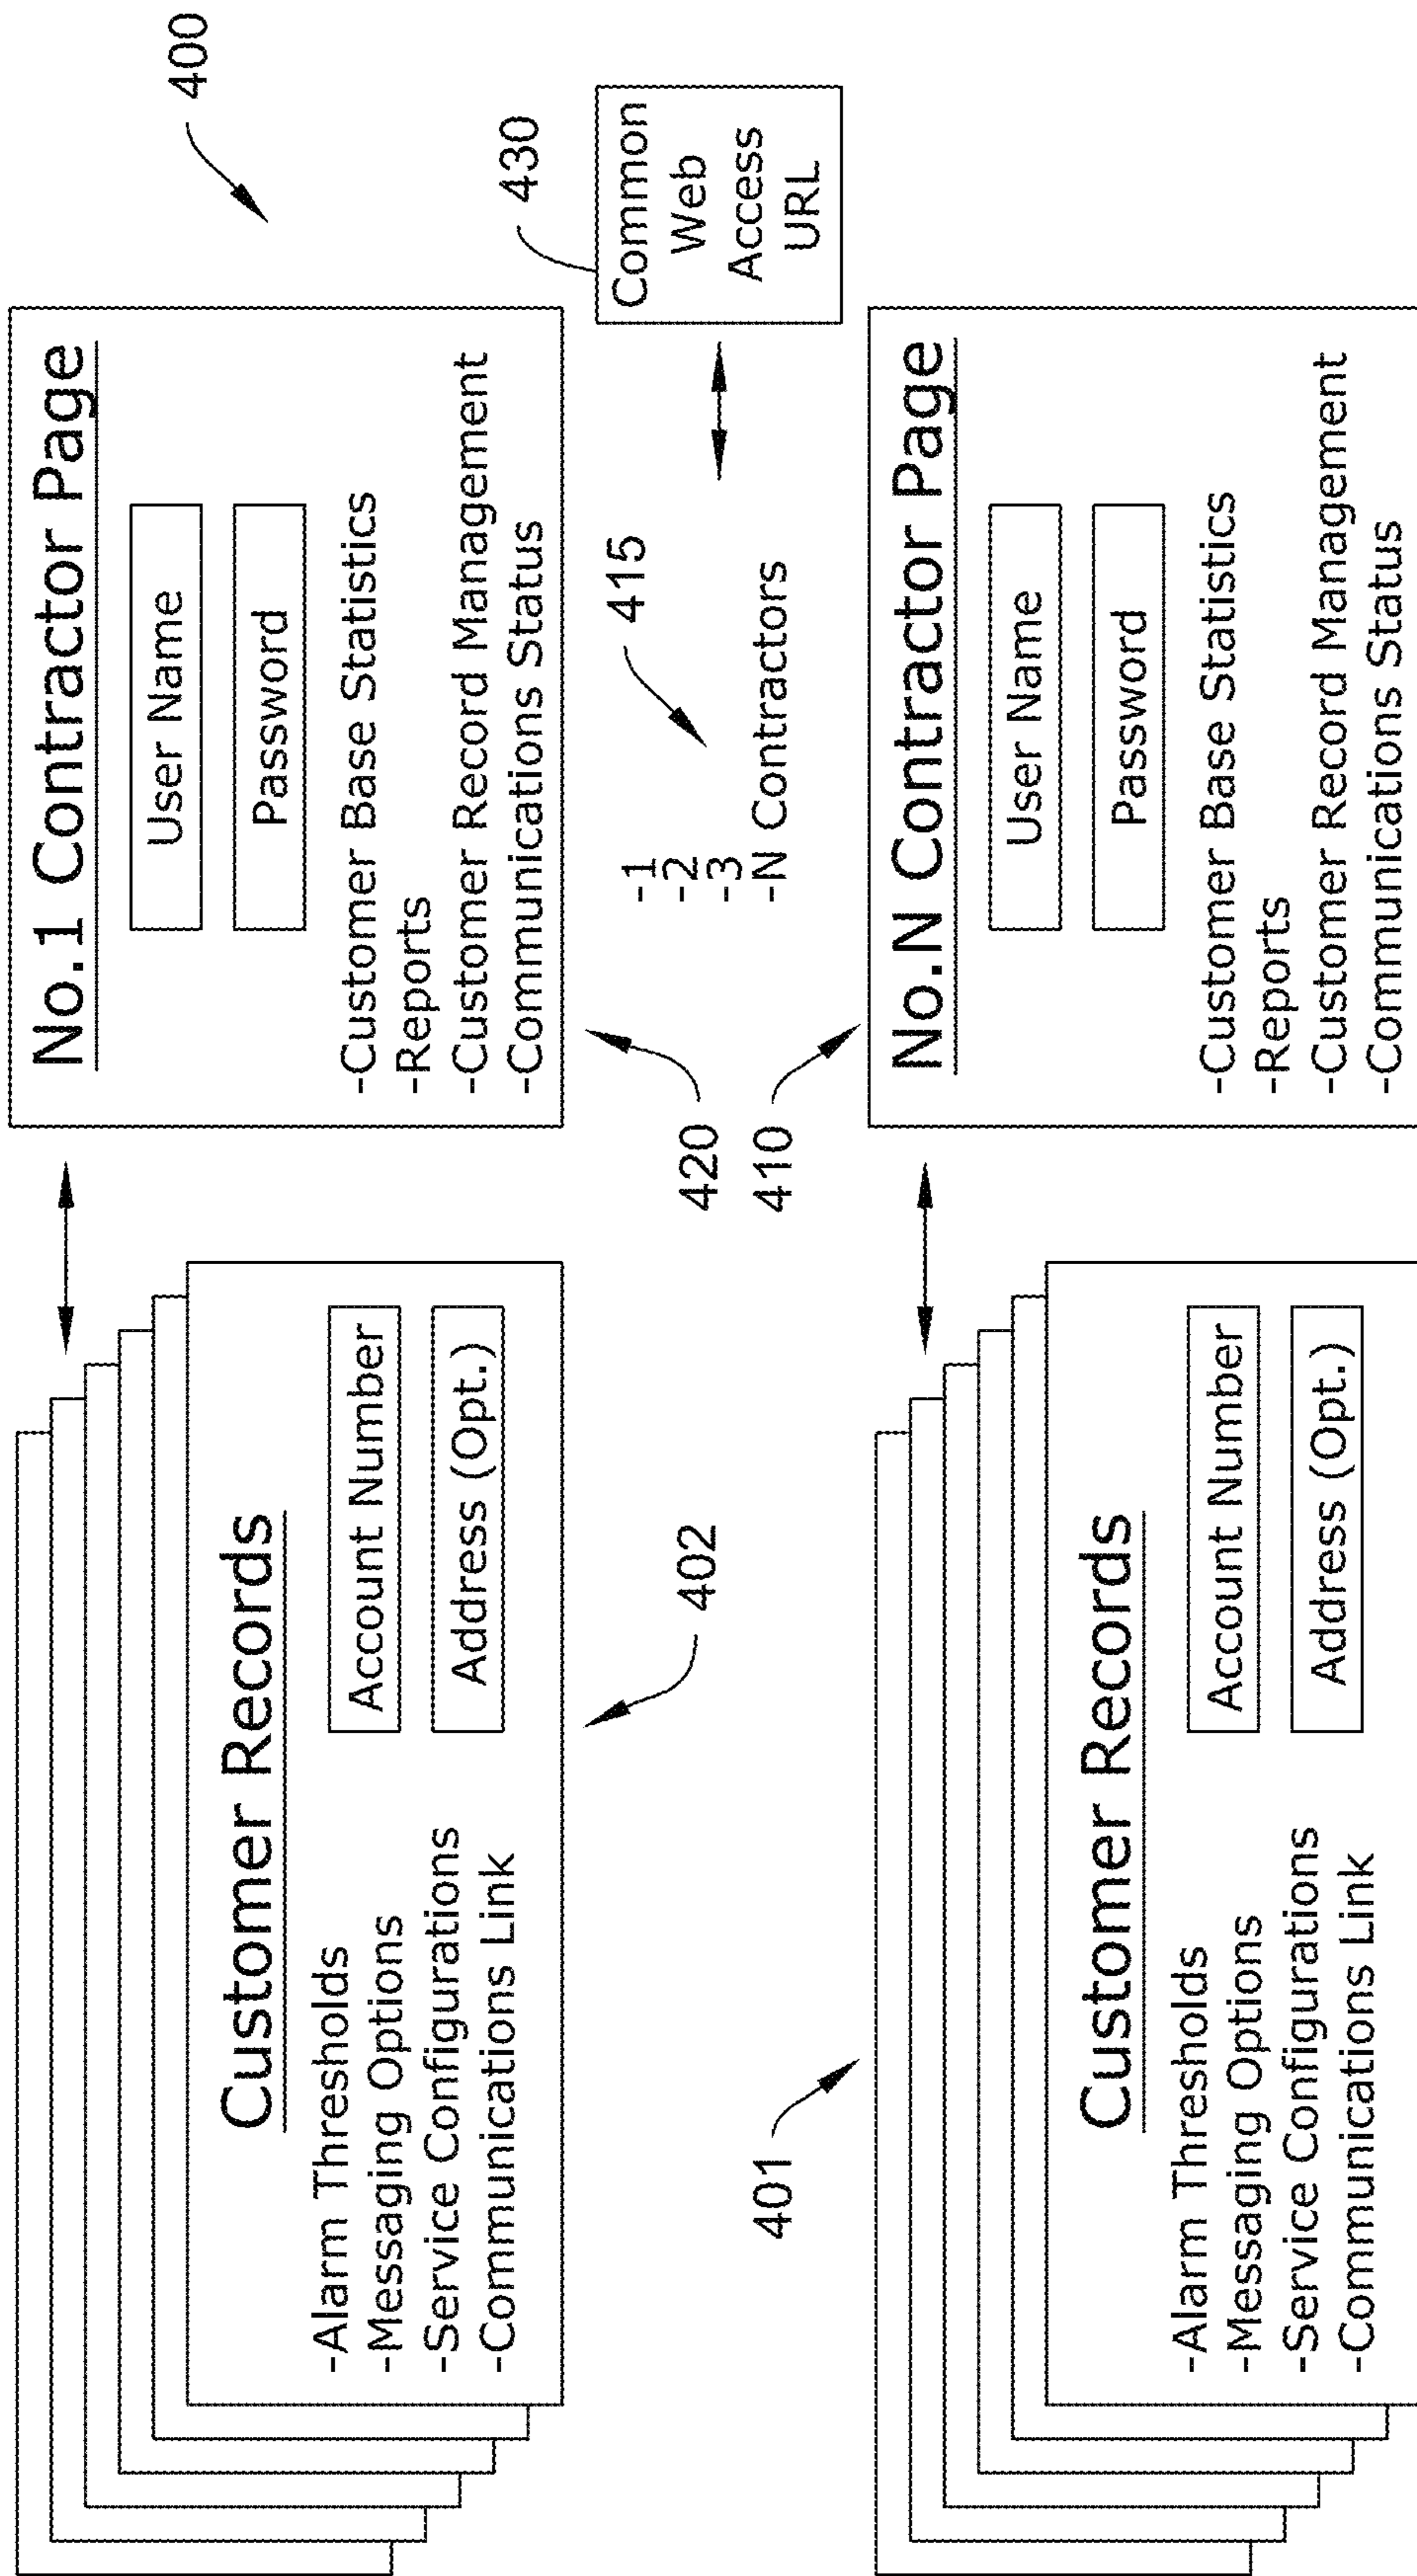 400
Customer Records
-Alarm Thresholds
-Messaging Options
-Service Configurations
-Communications Link
Account Number
Address (Opt.)
402
No.1 Contractor Page
User Name
Password
-Customer Base Statistics
-Reports
-Customer Record Management
-Communications Status
420
410
415
-1
-2
-3
-N Contractors
430
Common
Web
Access
URL
401
Customer Records
-Alarm Thresholds
-Messaging Options
-Service Configurations
-Communications Link
Account Number
Address (Opt.)
No.N Contractor Page
User Name
Password
-Customer Base Statistics
-Reports
-Customer Record Management
-Communications Status